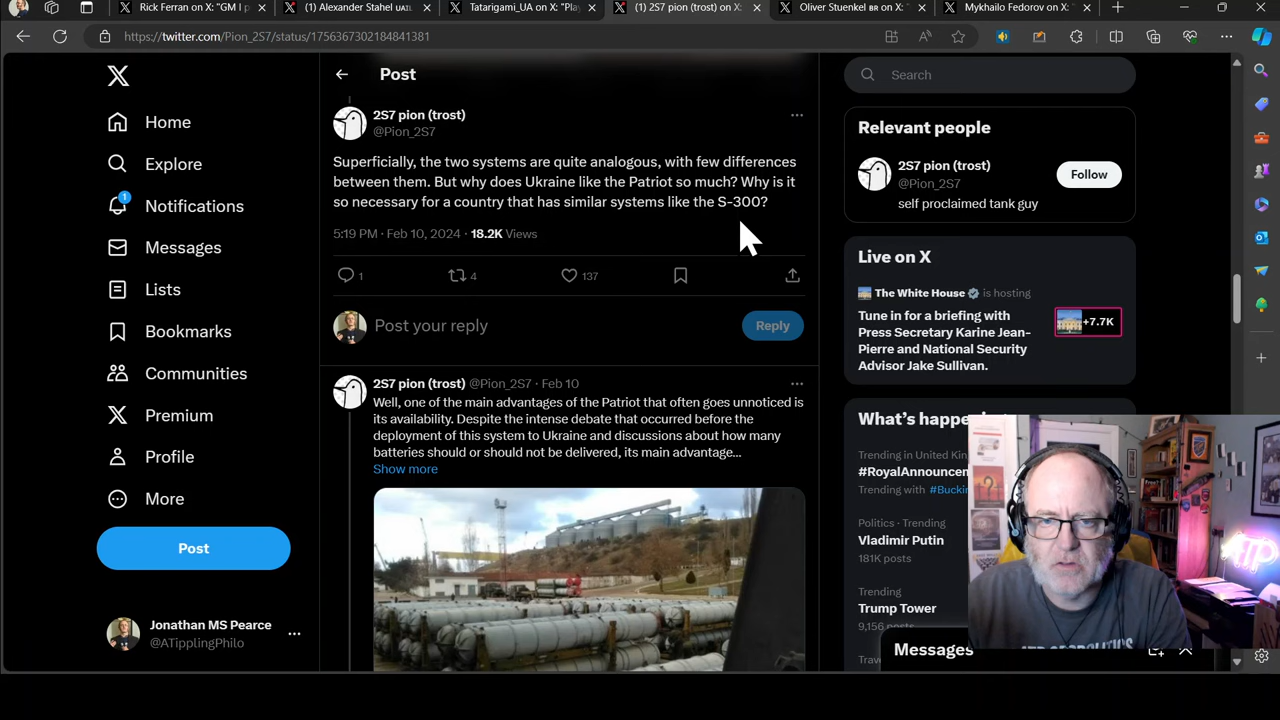 Rick Ferran on X: "GM I p
(1) Alexander Stahel
Tatarigami_UA on X: "Play
(1) 2S7 pion (trost) on X:
Oliver Stuenkel BR on X: "
Mykhailo Fedorov on X: "
https://twitter.com/Pion_2S7/status/1756367302184841381
Home
Explore
1
Notifications
Messages
Lists
Bookmarks
Communities
Premium
Profile
More
Post
Jonathan MS Pearce
@ATipplingPhilo
Post
2S7 pion (trost)
@Pion_2S7
Superficially, the two systems are quite analogous, with few differences
between them. But why does Ukraine like the Patriot so much? Why is it
so necessary for a country that has similar systems like the S-300?
5:19 PM · Feb 10, 2024 · 18.2K Views
1 4 137
Post your reply
Reply
2S7 pion (trost) @Pion_2S7 · Feb 10
Well, one of the main advantages of the Patriot that often goes unnoticed is
its availability. Despite the intense debate that occurred before the
deployment of this system to Ukraine and discussions about how many
batteries should or should not be delivered, its main advantage...
Show more
Search
Relevant people
2S7 pion (trost)
@Pion_2S7
Follow
self proclaimed tank guy
Live on X
The White House is hosting
Tune in for a briefing with
Press Secretary Karine Jean-
Pierre and National Security
Advisor Jake Sullivan.
+7.7K
What's happe
Trending in United Kin
#RoyalAnnouncem
Trending with #Bucki
Politics · Trending
Vladimir Putin
181K posts
Trending
Trump Tower
9,156
Messages